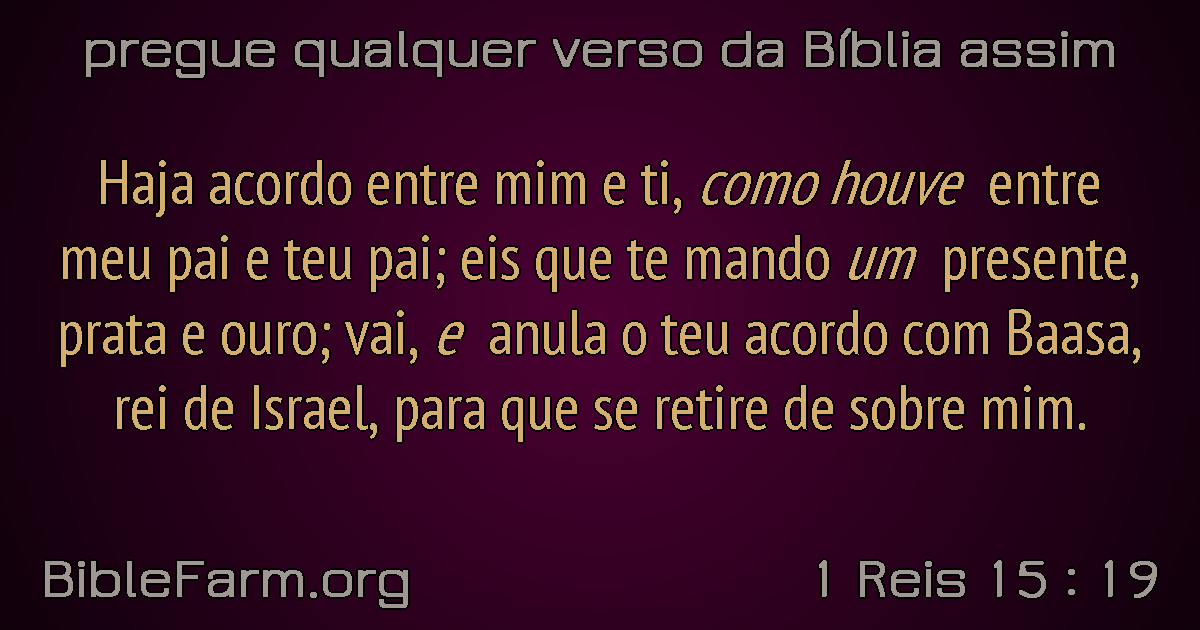 pregue qualquer verso da Bíblia assim
Haja acordo entre mim e ti, como houve entre
meu pai e teu pai; eis que te mando um presente,
prata e ouro; vai, e anula o teu acordo com Baasa,
rei de Israel, para que se retire de sobre mim.
BibleFarm.org
1 Reis 15 : 19